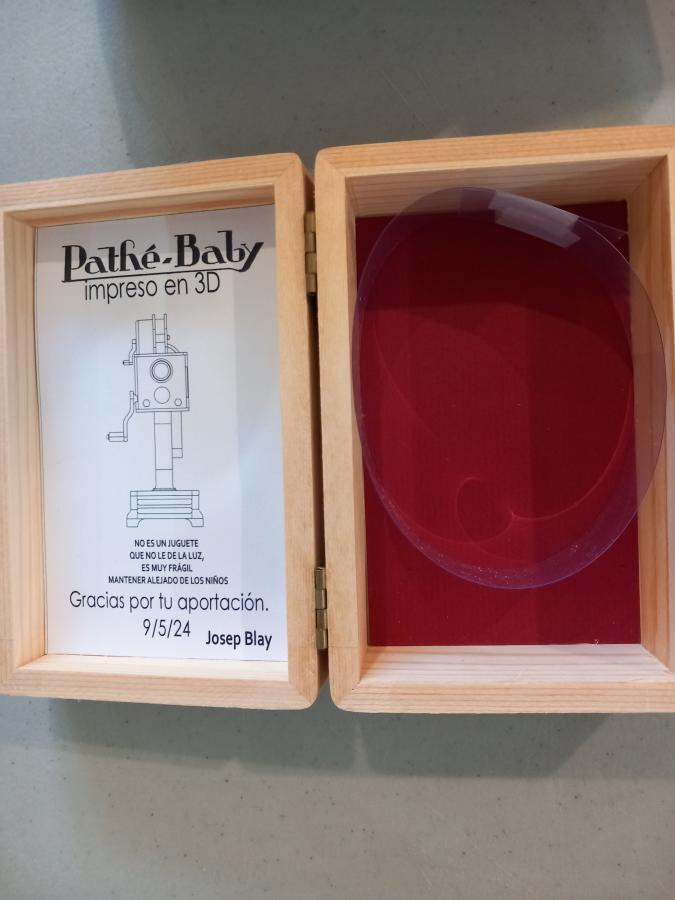 Pathé-Baby
impreso en 3D
NO ES UN JUGUETE
QUE NO LE DE LA LUZ,
ES MUY FRÁGIL
MANTENER ALEJADO DE LOS NIÑOS
Gracias por tu aportación.
9/5/24 Josep Blay